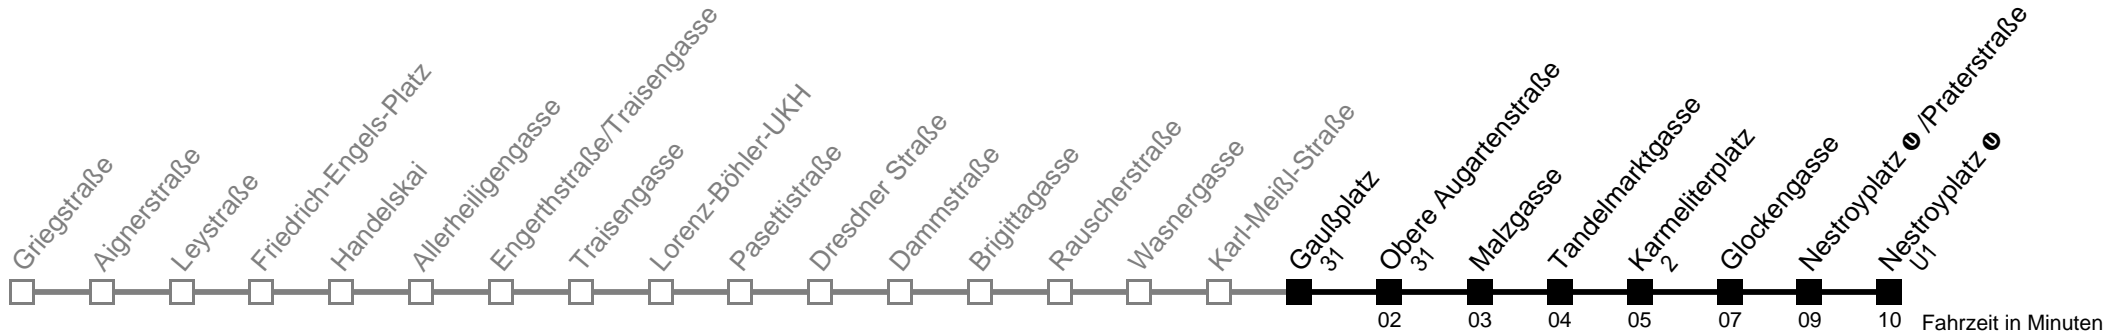 Griegstraße
Aignerstraße
Leystraße
Friedrich-Engels-Platz
Handelskai
Allerheiligengasse
Engerthstraße/Traisengasse
Traisengasse
Lorenz-Böhler-UKH
Pasettistraße
Dresdner Straße
Dammstraße
Brigittagasse
Rauscherstraße
Wasnergasse
Karl-Meißl-Straße
Gaußplatz
31
Obere Augartenstraße
31
Malzgasse
Tandelmarktgasse
Karmeliterplatz
2
Glockengasse
Nestroyplatz U /Praterstraße
Nestroyplatz U
U1
02 03 04 05 07 09 10 Fahrzeit in Minuten